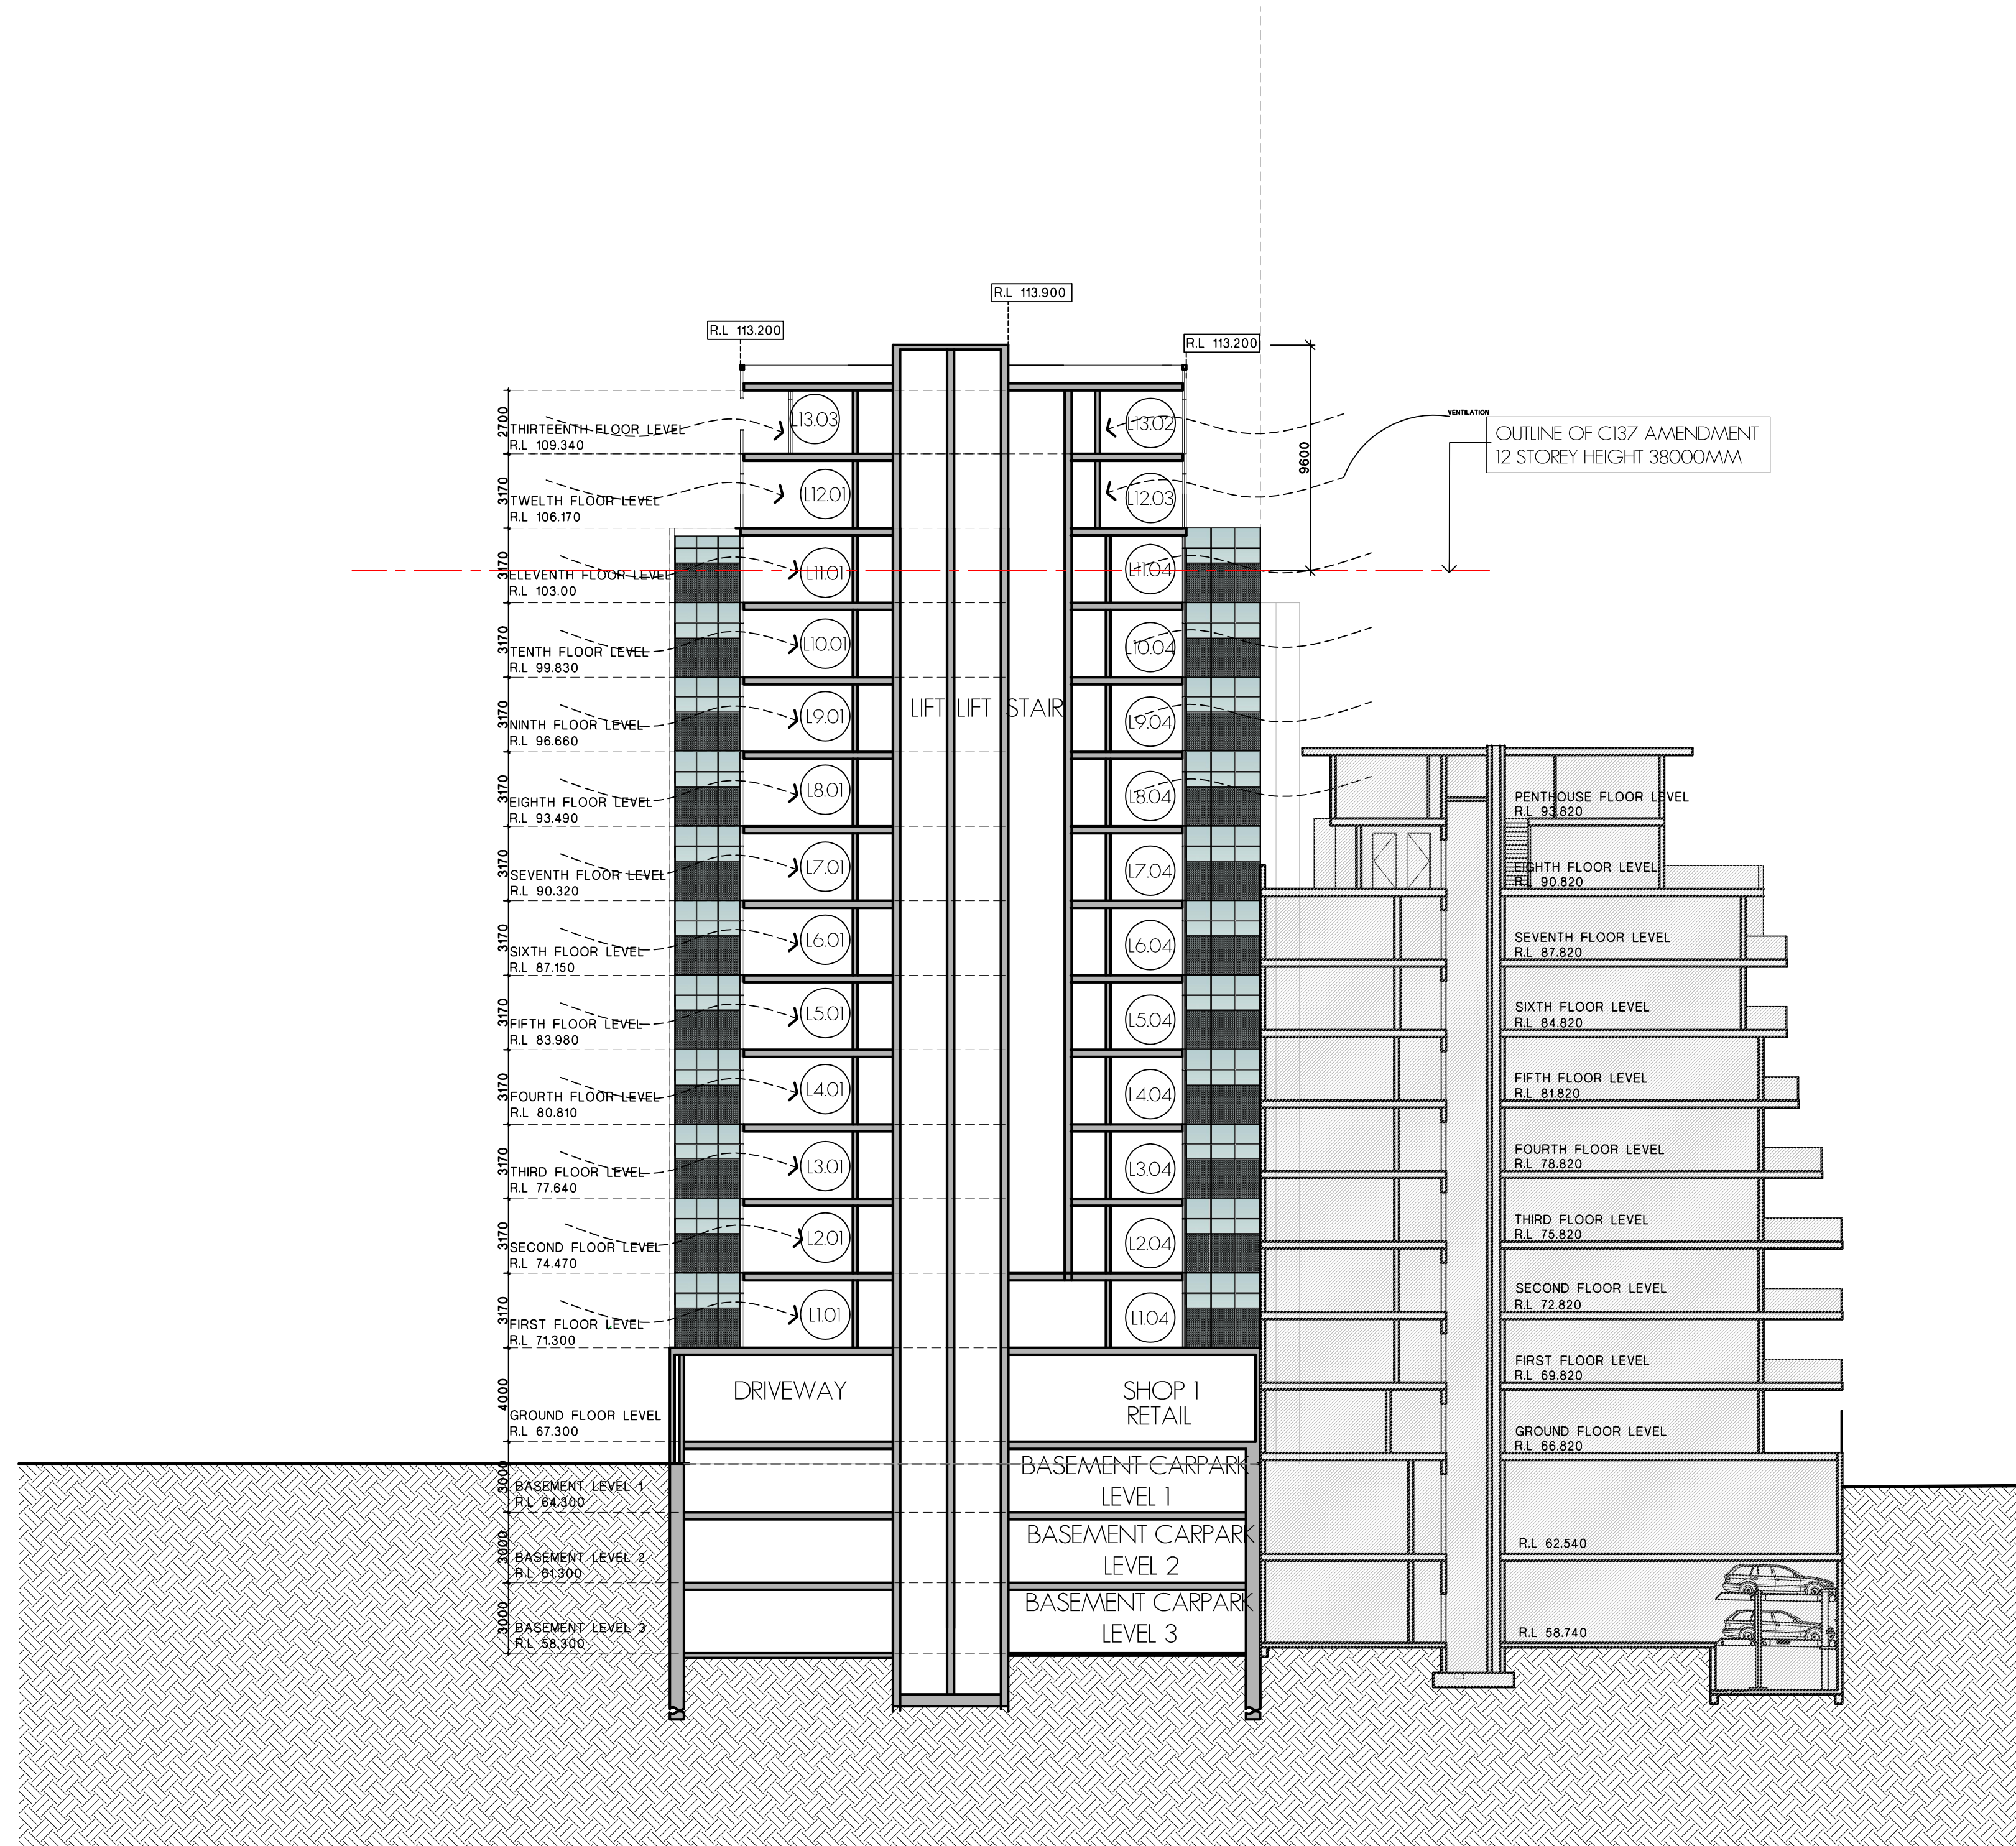 R.L 113.900
R.L 113.200
R.L 113.200
2700
THIRTEENTH FLOOR LEVEL
R.L 109.340
L13.03
L13.02
VENTILATION
OUTLINE OF C137 AMENDMENT
12 STOREY HEIGHT 38000MM
9600
3170
TWELTH FLOOR LEVEL
R.L 106.170
L12.01
L12.03
3170
ELEVENTH FLOOR LEVEL
R.L 103.00
L11.01
L11.04
3170
TENTH FLOOR LEVEL
R.L 99.830
L10.01
L10.04
3170
NINTH FLOOR LEVEL
R.L 96.660
L9.01
LIFT LIFT STAIR
L9.04
3170
EIGHTH FLOOR LEVEL
R.L 93.490
L8.01
L8.04
PENTHOUSE FLOOR LEVEL
R.L 93.820
3170
SEVENTH FLOOR LEVEL
R.L 90.320
L7.01
L7.04
EIGHTH FLOOR LEVEL
R.L 90.820
3170
SIXTH FLOOR LEVEL
R.L 87.150
L6.01
L6.04
SEVENTH FLOOR LEVEL
R.L 87.820
3170
FIFTH FLOOR LEVEL
R.L 83.980
L5.01
L5.04
SIXTH FLOOR LEVEL
R.L 84.820
3170
FOURTH FLOOR LEVEL
R.L 80.810
L4.01
L4.04
FIFTH FLOOR LEVEL
R.L 81.820
3170
THIRD FLOOR LEVEL
R.L 77.640
L3.01
L3.04
FOURTH FLOOR LEVEL
R.L 78.820
3170
SECOND FLOOR LEVEL
R.L 74.470
L2.01
L2.04
THIRD FLOOR LEVEL
R.L 75.820
3170
FIRST FLOOR LEVEL
R.L 71.300
L1.01
L1.04
SECOND FLOOR LEVEL
R.L 72.820
4000
GROUND FLOOR LEVEL
R.L 67.300
DRIVEWAY
SHOP 1
RETAIL
FIRST FLOOR LEVEL
R.L 69.820
GROUND FLOOR LEVEL
R.L 66.820
3000
BASEMENT LEVEL 1
R.L 64.300
BASEMENT CARPARK
LEVEL 1
3000
BASEMENT LEVEL 2
R.L 61.300
BASEMENT CARPARK
LEVEL 2
R.L 62.540
3000
BASEMENT LEVEL 3
R.L 58.300
BASEMENT CARPARK
LEVEL 3
R.L 58.740